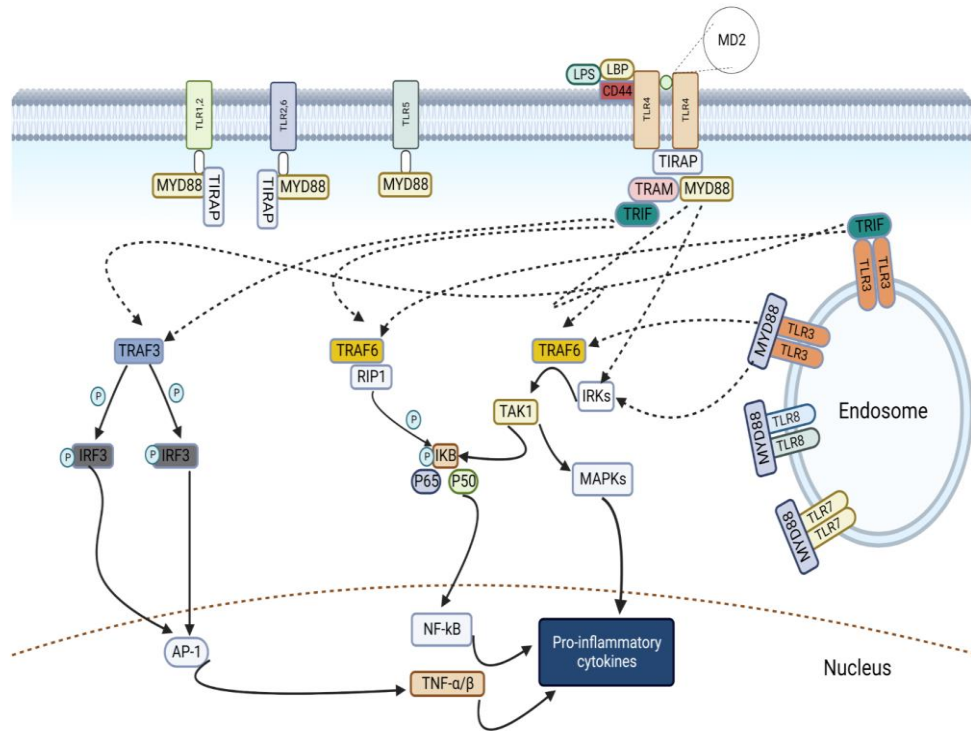 MD2
LPS
LBP
CD44
TLR1,2
TLR2,6
TLR5
TLR4
TLR4
MYD88
TIRAP
TIRAP
MYD88
MYD88
TIRAP
TRAM
MYD88
TRIF
TRIF
TLR3
TLR3
MYD88
TLR3
TLR3
TRAF3
TRAF6
RIP1
TRAF6
IRKs
TAK1
Endosome
MYD88
TLR8
TLR8
P
P
P
P
IRF3
P
IRF3
P
IKB
P65
P50
MAPKs
MYD88
TLR7
TLR7
NF-kB
AP-1
Pro-inflammatory
cytokines
Nucleus
TNF-α/β